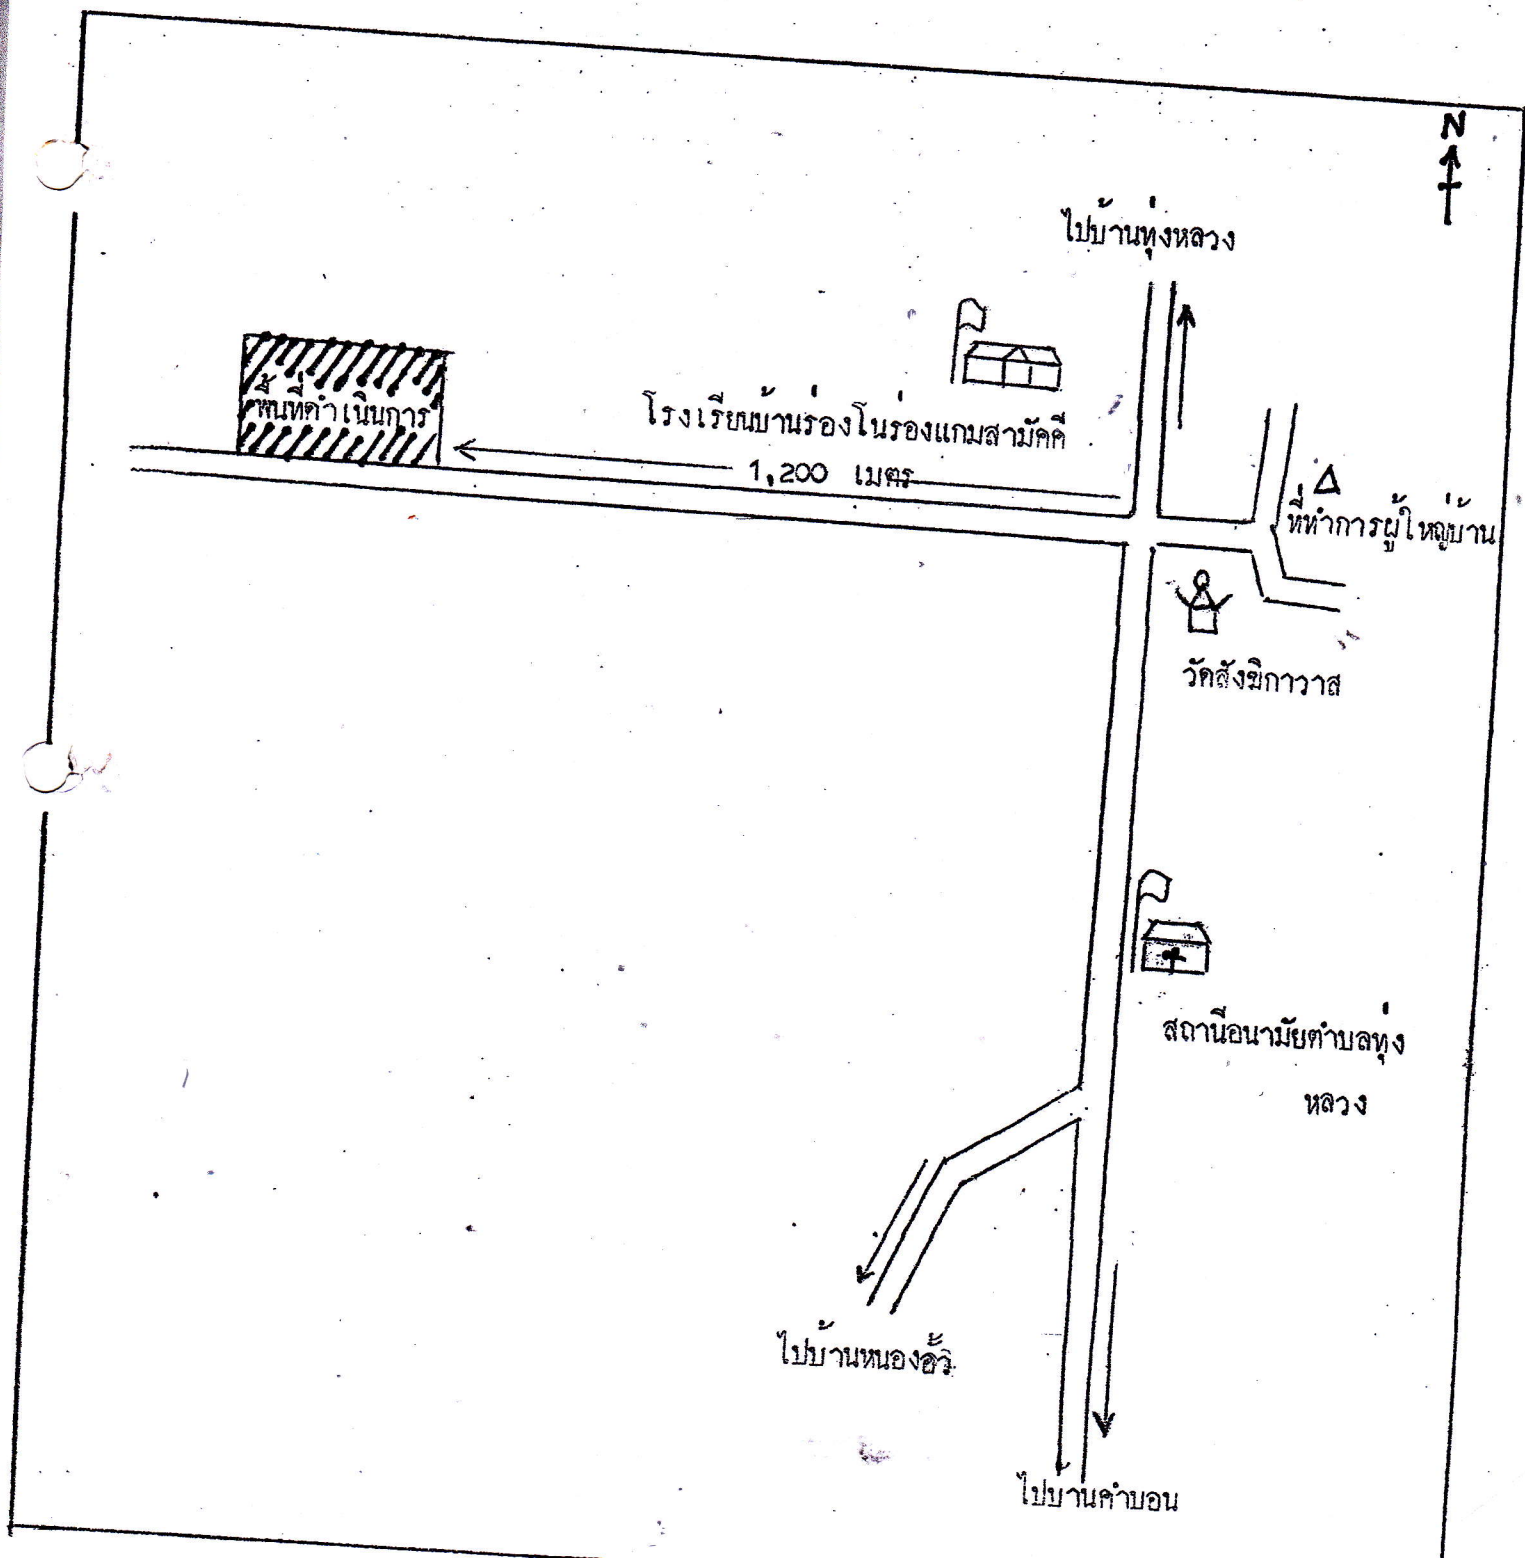 N
ไปบ้านทุ่งหลวง
พื้นที่ดำเนินการ
โรงเรียนบ้านร่องโนร่องแกมสามัคคี
1,200 เมตร
ที่ทำการผู้ใหญ่บ้าน
วัดสังฆิกาวาส
สถานีอนามัยตำบลทุ่ง
หลวง
ไปบ้านหนองอั้ว
ไปบ้านคำบอน